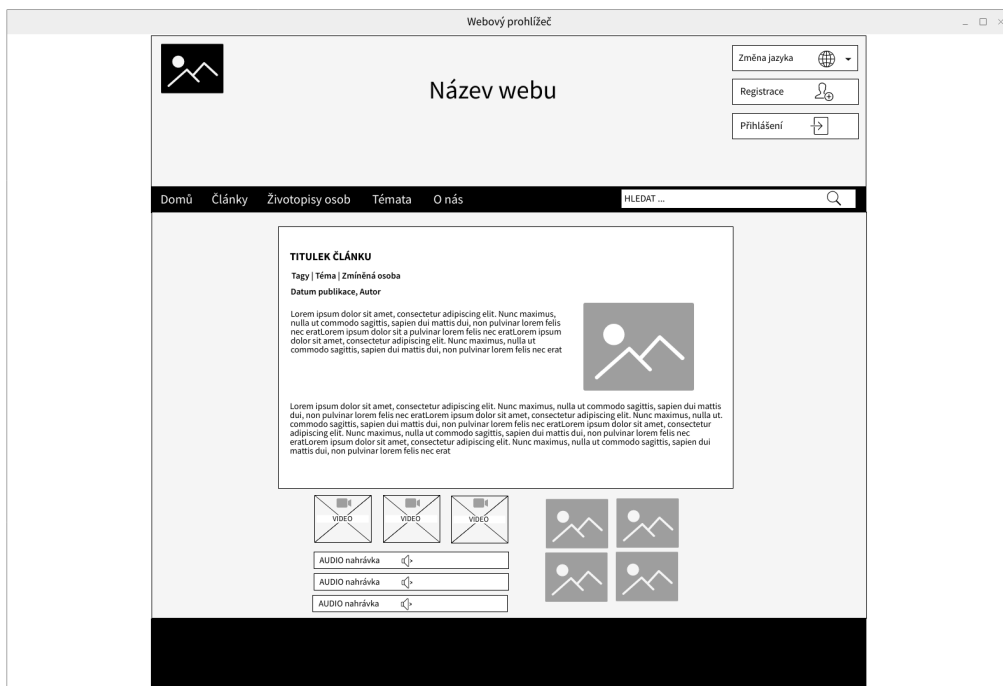 Webový prohlížeč
Název webu
Změna jazyka
Registrace
Přihlášení
Domů Články Životopisy osob Témata O nás HLEDAT ...
TITULEK ČLÁNKU
Tagy | Téma | Zmíněná osoba
Datum publikace, Autor
Lorem ipsum dolor sit amet, consectetur adipiscing elit. Nunc maximus,
nulla ut commodo sagittis, sapien dui mattis dui, non pulvinar lorem felis
nec eratLorem ipsum dolor sit a pulvinar lorem felis nec eratLorem ipsum
dolor sit amet, consectetur adipiscing elit. Nunc maximus, nulla ut
commodo sagittis, sapien dui mattis dui, non pulvinar lorem felis nec erat
Lorem ipsum dolor sit amet, consectetur adipiscing elit. Nunc maximus, nulla ut commodo sagittis, sapien dui mattis
dui, non pulvinar lorem felis nec eratLorem ipsum dolor sit amet, consectetur adipiscing elit. Nunc maximus, nulla ut.
commodo sagittis, sapien dui mattis dui, non pulvinar lorem felis nec eratLorem ipsum dolor sit amet, consectetur
adipiscing elit. Nunc maximus, nulla ut commodo sagittis, sapien dui mattis dui, non pulvinar lorem felis nec
eratLorem ipsum dolor sit amet, consectetur adipiscing elit. Nunc maximus, nulla ut commodo sagittis, sapien dui
mattis dui, non pulvinar lorem felis nec erat
VIDEO VIDEO VIDEO
AUDIO nahrávka
AUDIO nahrávka
AUDIO nahrávka